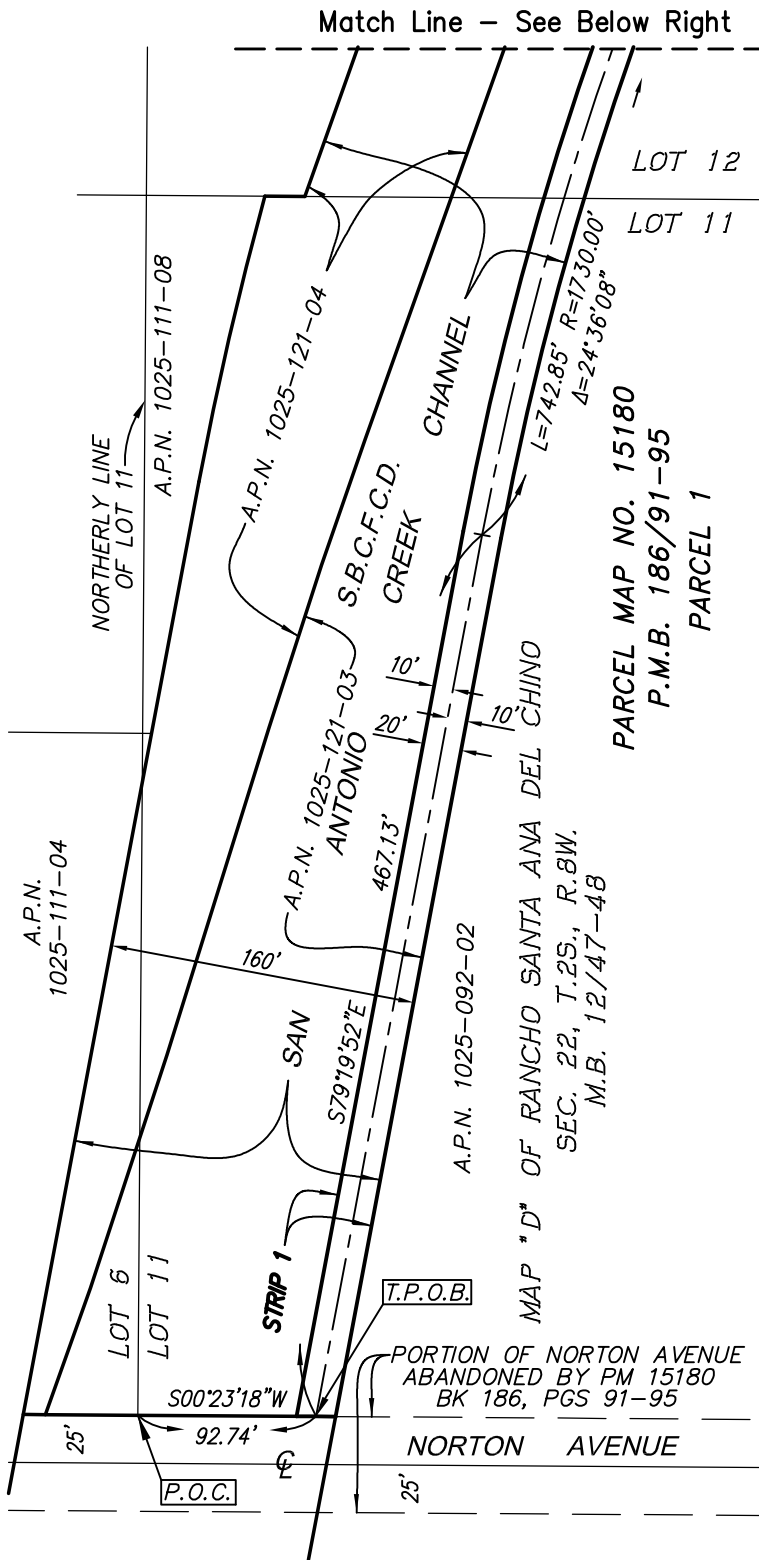 Match Line – See Below Right
LOT 12
LOT 11
L=742.85' R=1730.00'
Δ=24°36'08"
A.P.N. 1025-111-08
NORTHERLY LINE
OF LOT 11
A.P.N. 1025-121-04
CHANNEL
S.B.C.F.C.D.
CREEK
PARCEL MAP NO. 15180
P.M.B. 186/91-95
PARCEL 1
10'
10'
20'
A.P.N. 1025-121-03
ANTONIO
467.13'
A.P.N.
1025-111-04
160'
SAN
S79°19'52"E
A.P.N. 1025-092-02
MAP "D" OF RANCHO SANTA ANA DEL CHINO
SEC. 22, T.2S., R.8W.
M.B. 12/47-48
STRIP 1
LOT 6
LOT 11
T.P.O.B.
PORTION OF NORTON AVENUE
ABANDONED BY PM 15180
BK 186, PGS 91-95
S00°23'18"W
92.74'
25'
℄
NORTON AVENUE
P.O.C.
25'